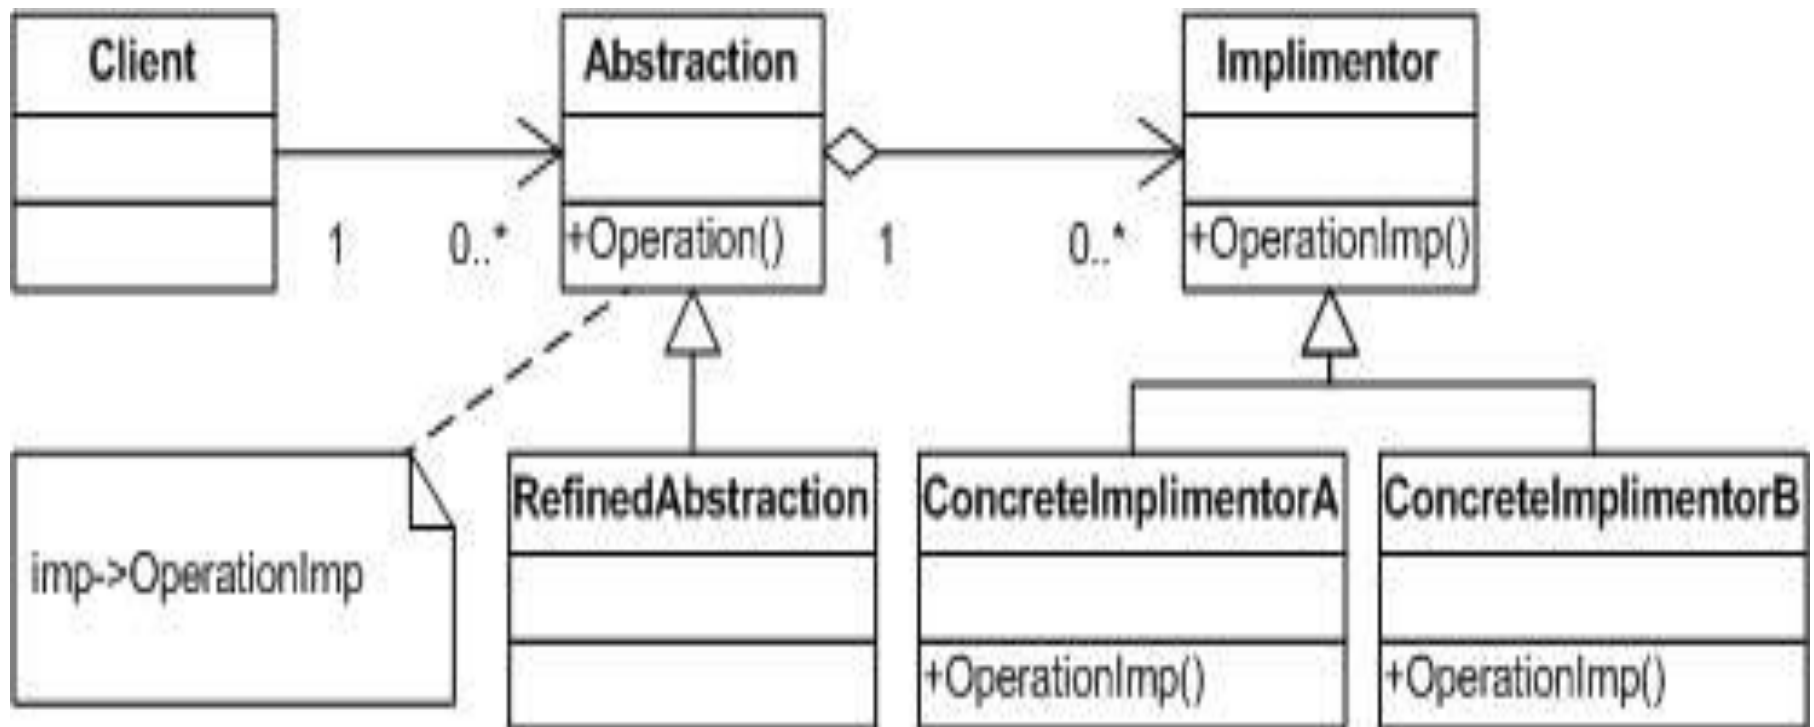 Client
Abstraction
Implimentor
+Operation()
+OperationImp()
1
0..*
1
0..*
imp->OperationImp
RefinedAbstraction
ConcreteImplimentorA
ConcreteImplimentorB
+OperationImp()
+OperationImp()